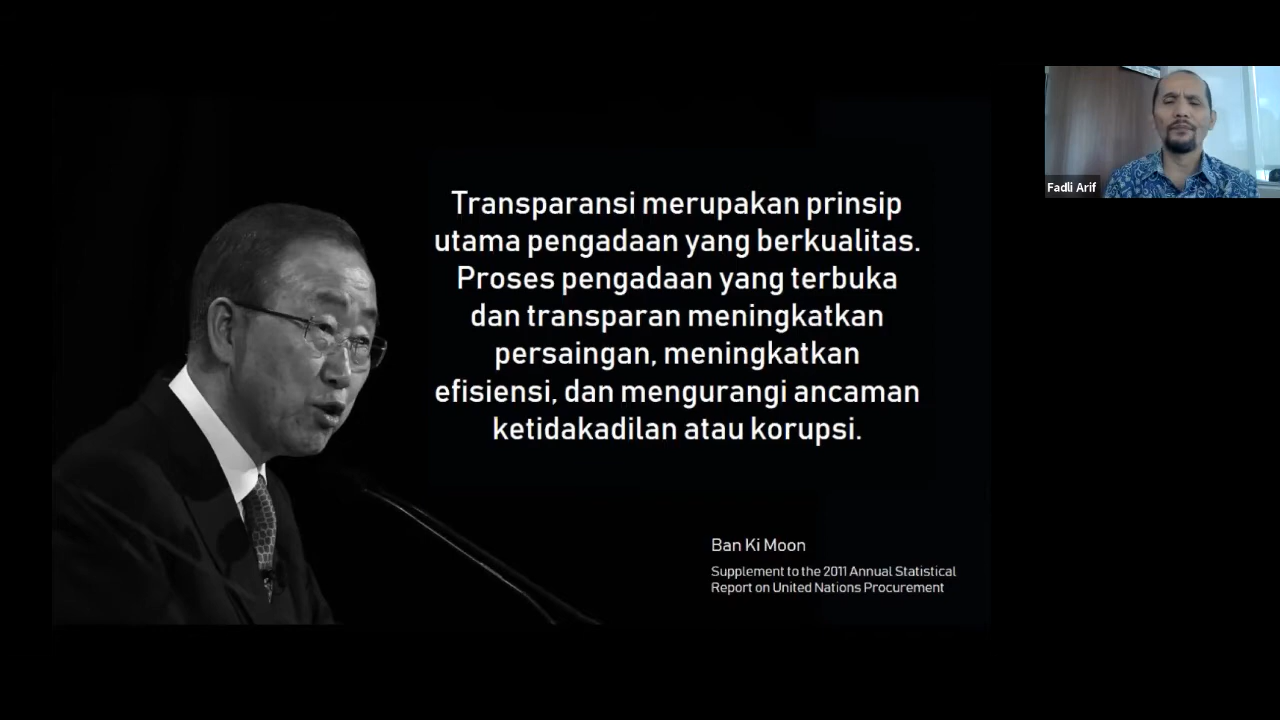 Transparansi merupakan prinsip
utama pengadaan yang berkualitas.
Proses pengadaan yang terbuka
dan transparan meningkatkan
persaingan, meningkatkan
efisiensi, dan mengurangi ancaman
ketidakadilan atau korupsi.
Ban Ki Moon
Supplement to the 2011 Annual Statistical
Report on United Nations Procurement
Fadli Arif